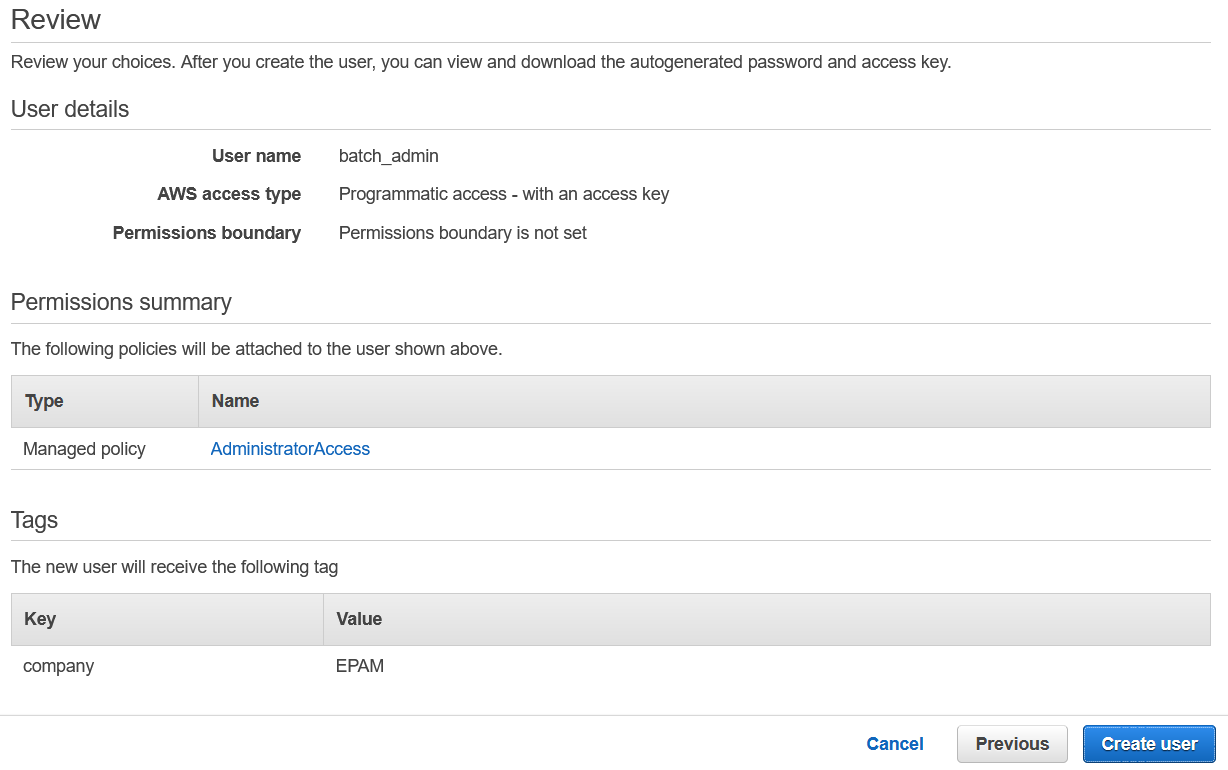 Review
Review your choices. After you create the user, you can view and download the autogenerated password and access key.
User details
User name batch_admin
AWS access type Programmatic access - with an access key
Permissions boundary Permissions boundary is not set
Permissions summary
The following policies will be attached to the user shown above.
Type Name
Managed policy AdministratorAccess
Tags
The new user will receive the following tag
Key Value
company EPAM
Cancel Previous Create user